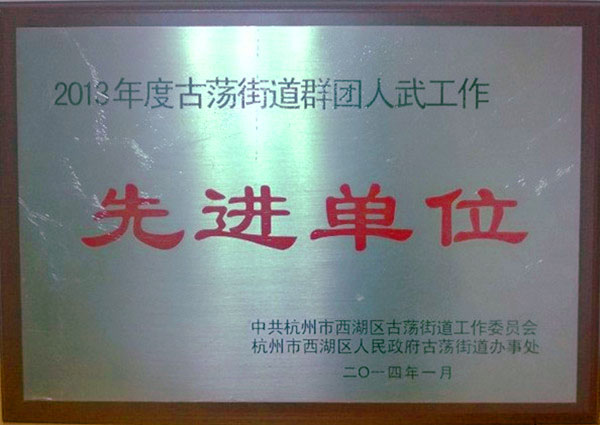 2013年度古荡街道群团人武工作
先进单位
中共杭州市西湖区古荡街道工作委员会
杭州市西湖区人民政府古荡街道办事处
二〇一四年一月